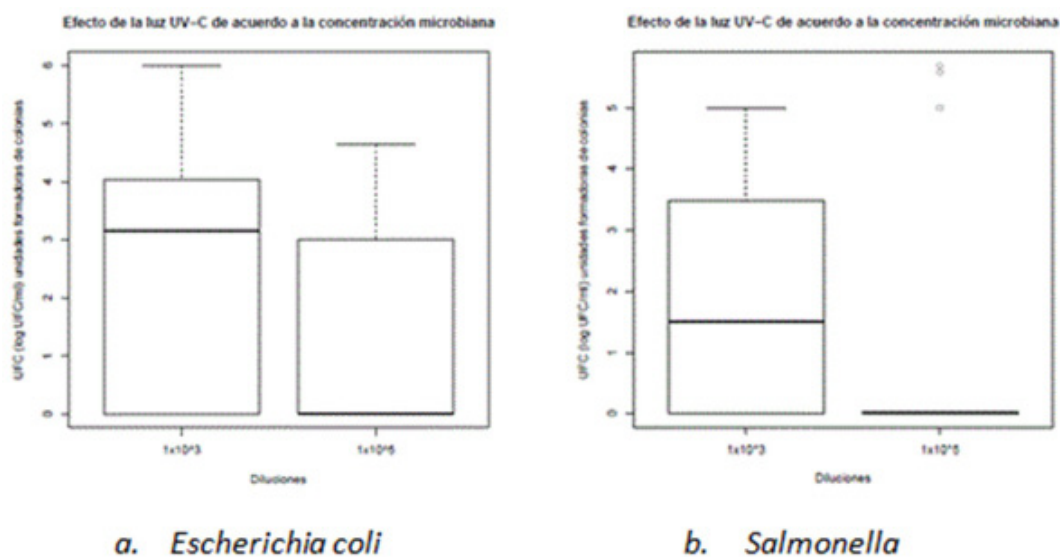 Efecto de la luz UV-C de acuerdo a la concentración microbiana
UFC (log UFC/ml) unidades formadoras de colonias
6
5
4
3
2
1
0
1x10^3
1x10^5
Diluciones
a. Escherichia coli
Efecto de la luz UV-C de acuerdo a la concentración microbiana
UFC (log UFC/ml) unidades formadoras de colonias
5
4
3
2
1
0
1x10^3
1x10^5
Diluciones
b. Salmonella